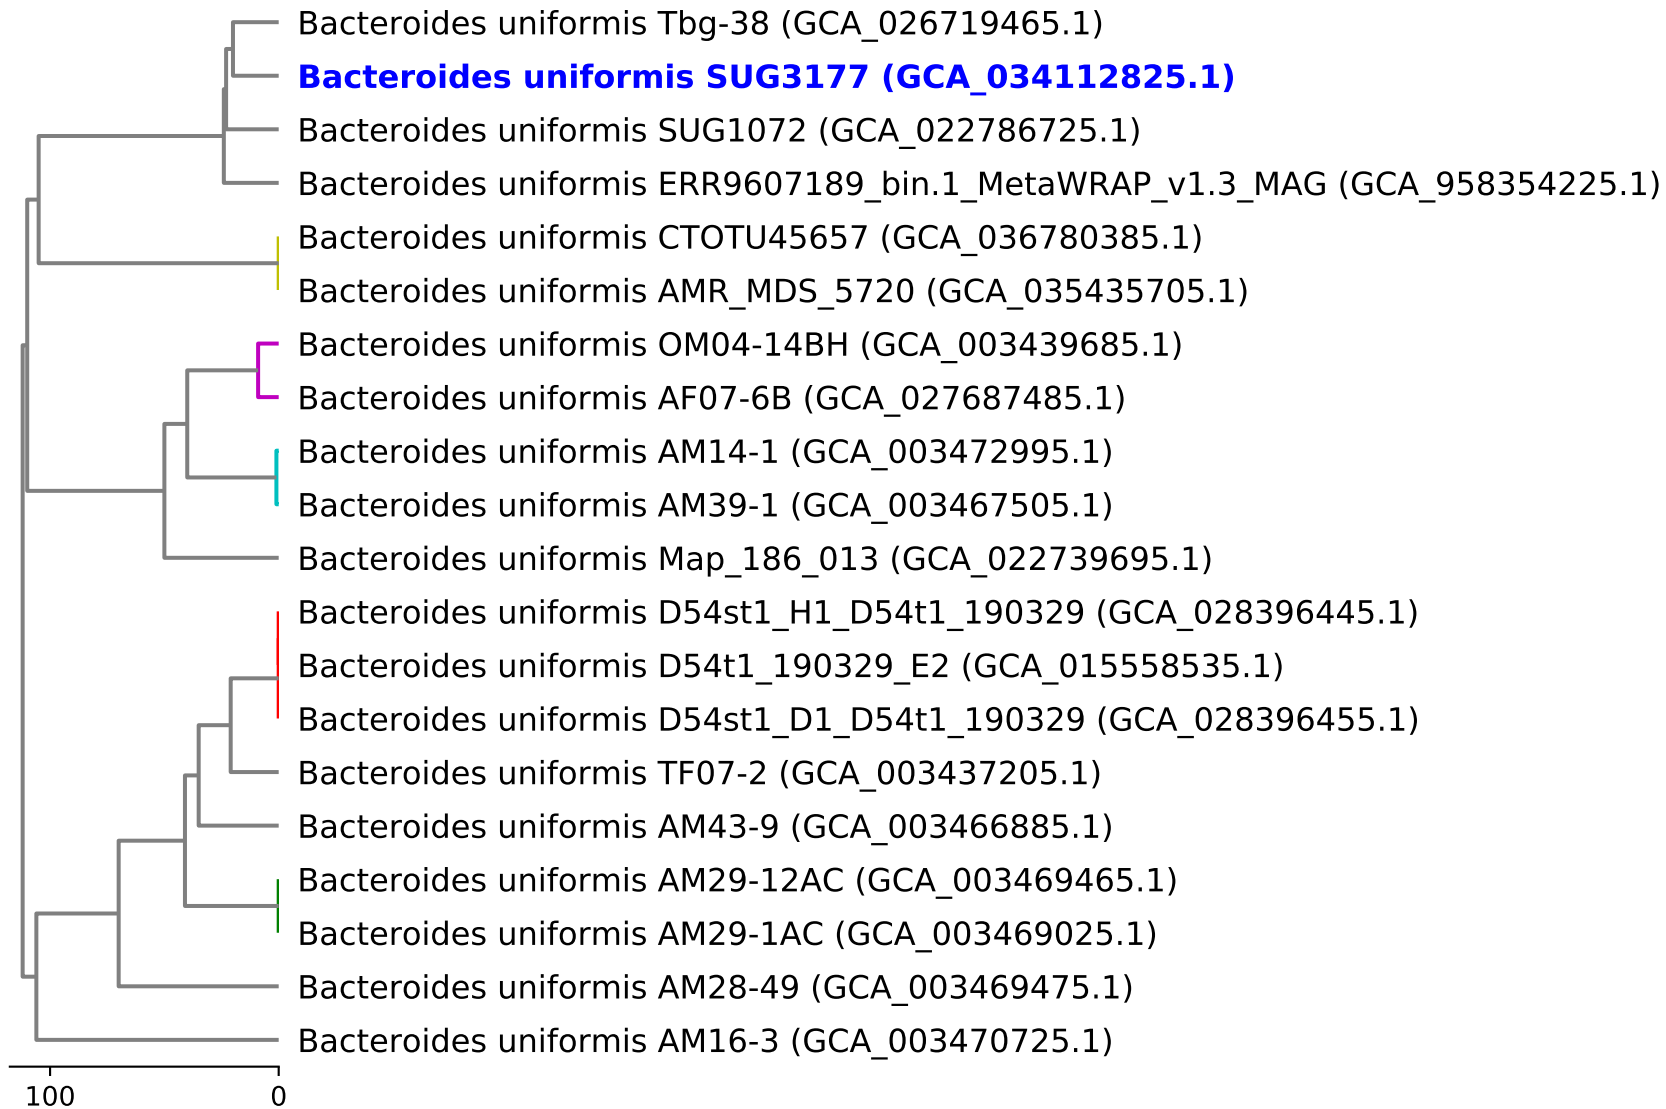 Bacteroides uniformis Tbg-38 (GCA_026719465.1)
Bacteroides uniformis SUG3177 (GCA_034112825.1)
Bacteroides uniformis SUG1072 (GCA_022786725.1)
Bacteroides uniformis ERR9607189_bin.1_MetaWRAP_v1.3_MAG (GCA_958354225.1)
Bacteroides uniformis CTOTU45657 (GCA_036780385.1)
Bacteroides uniformis AMR_MDS_5720 (GCA_035435705.1)
Bacteroides uniformis OM04-14BH (GCA_003439685.1)
Bacteroides uniformis AF07-6B (GCA_027687485.1)
Bacteroides uniformis AM14-1 (GCA_003472995.1)
Bacteroides uniformis AM39-1 (GCA_003467505.1)
Bacteroides uniformis Map_186_013 (GCA_022739695.1)
Bacteroides uniformis D54st1_H1_D54t1_190329 (GCA_028396445.1)
Bacteroides uniformis D54t1_190329_E2 (GCA_015558535.1)
Bacteroides uniformis D54st1_D1_D54t1_190329 (GCA_028396455.1)
Bacteroides uniformis TF07-2 (GCA_003437205.1)
Bacteroides uniformis AM43-9 (GCA_003466885.1)
Bacteroides uniformis AM29-12AC (GCA_003469465.1)
Bacteroides uniformis AM29-1AC (GCA_003469025.1)
Bacteroides uniformis AM28-49 (GCA_003469475.1)
Bacteroides uniformis AM16-3 (GCA_003470725.1)
100 0